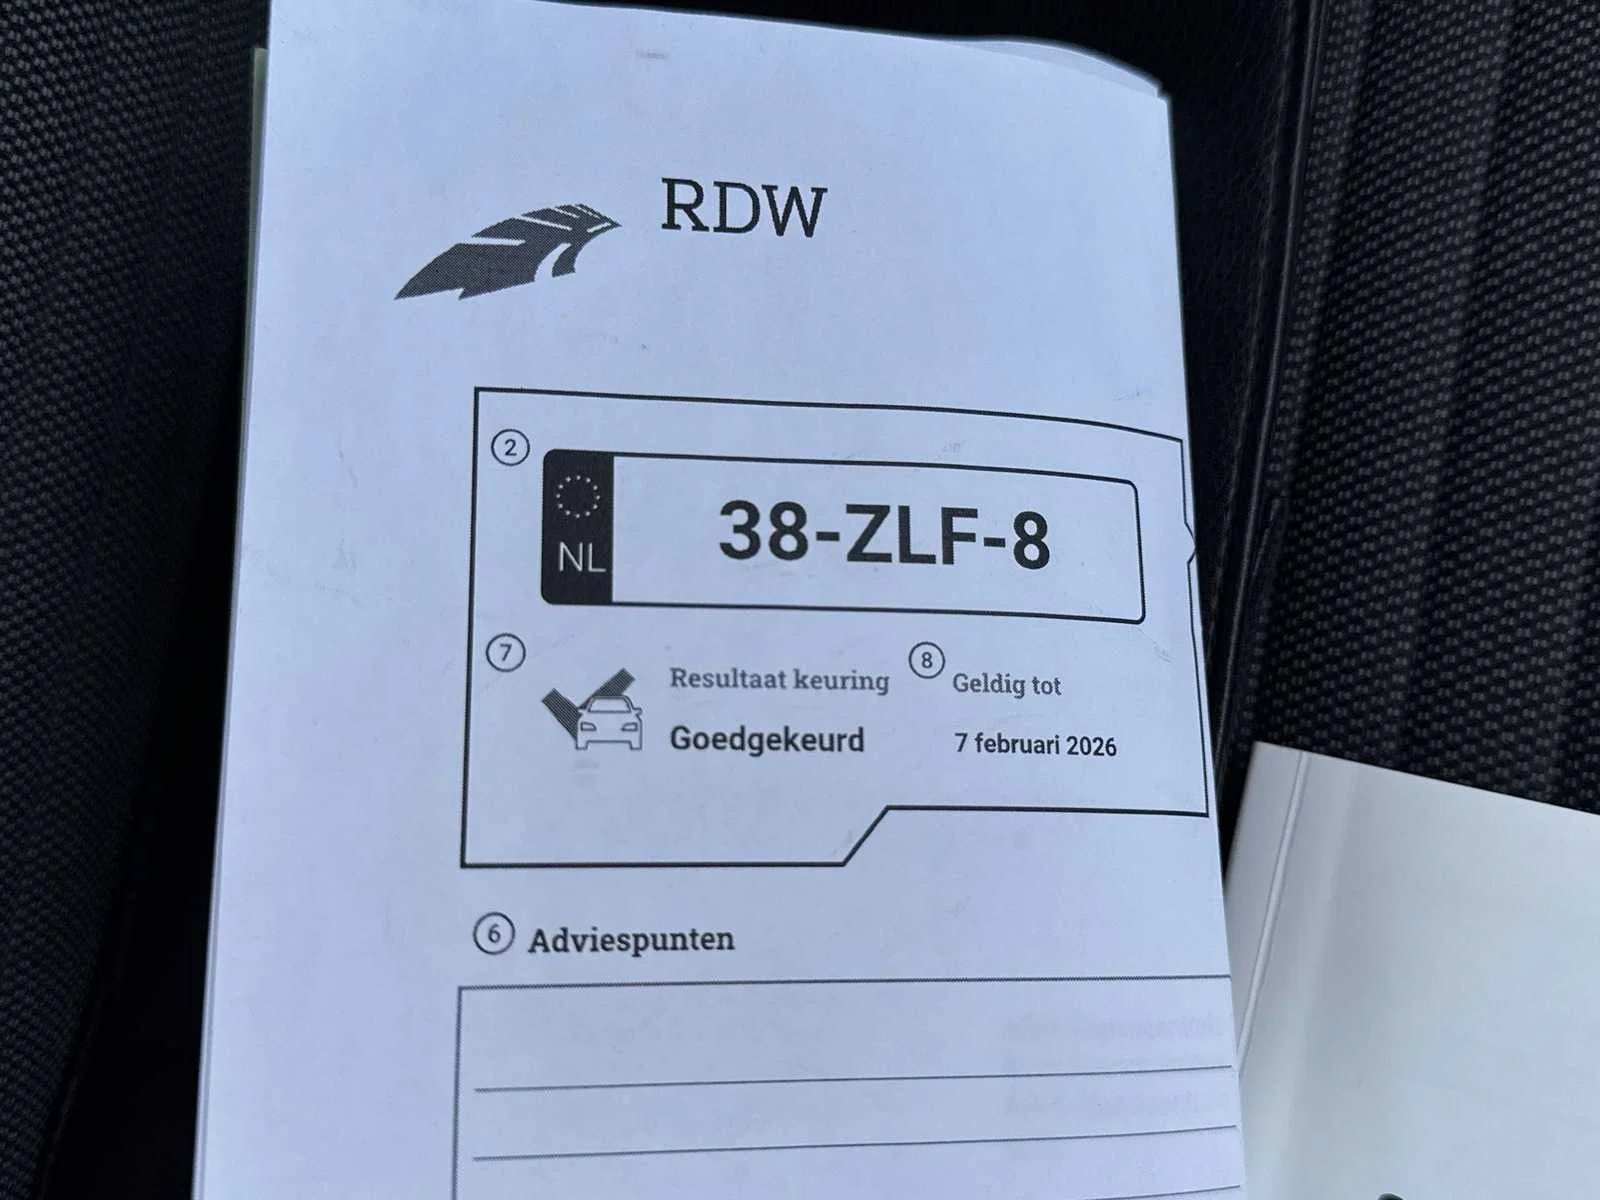 RDW
2
NL
38-ZLF-8
7
Resultaat keuring
8
Geldig tot
Goedgekeurd
7 februari 2026
6 Adviespunten